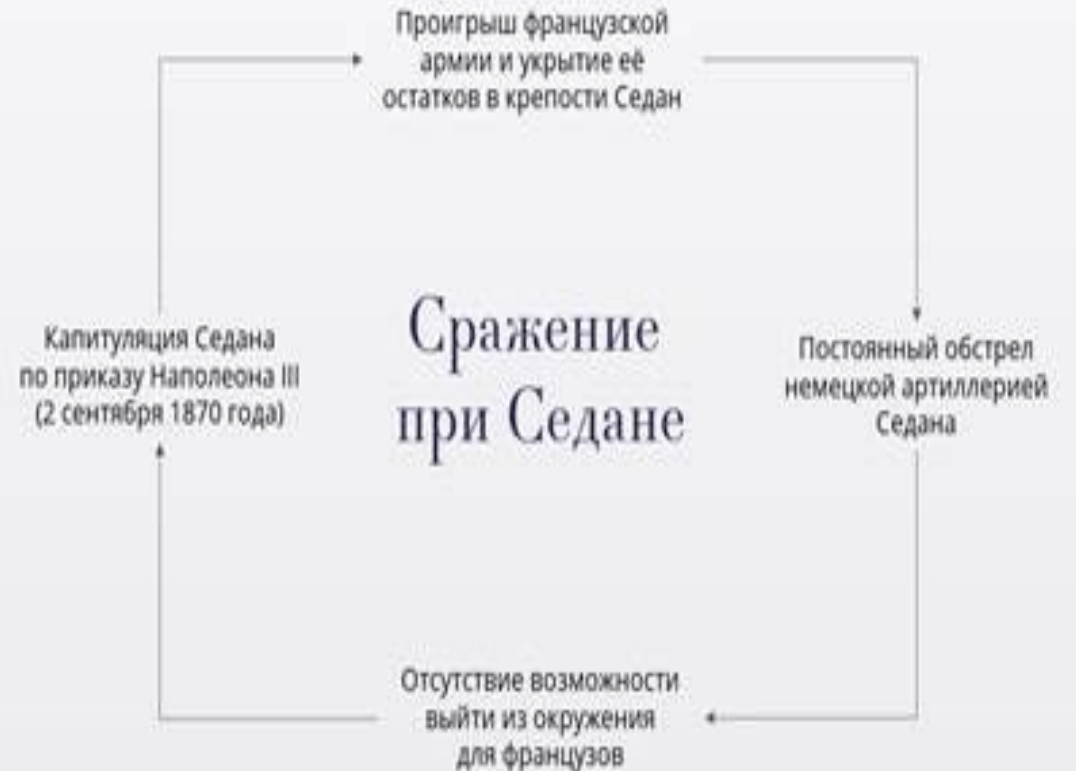 Проигрыш французской
армии и укрытие её
остатков в крепости Седан
Сражение
при Седане
Постоянный обстрел
немецкой артиллерией
Седана
Отсутствие возможности
выйти из окружения
для французов
Капитуляция Седана
по приказу Наполеона III
(2 сентября 1870 года)